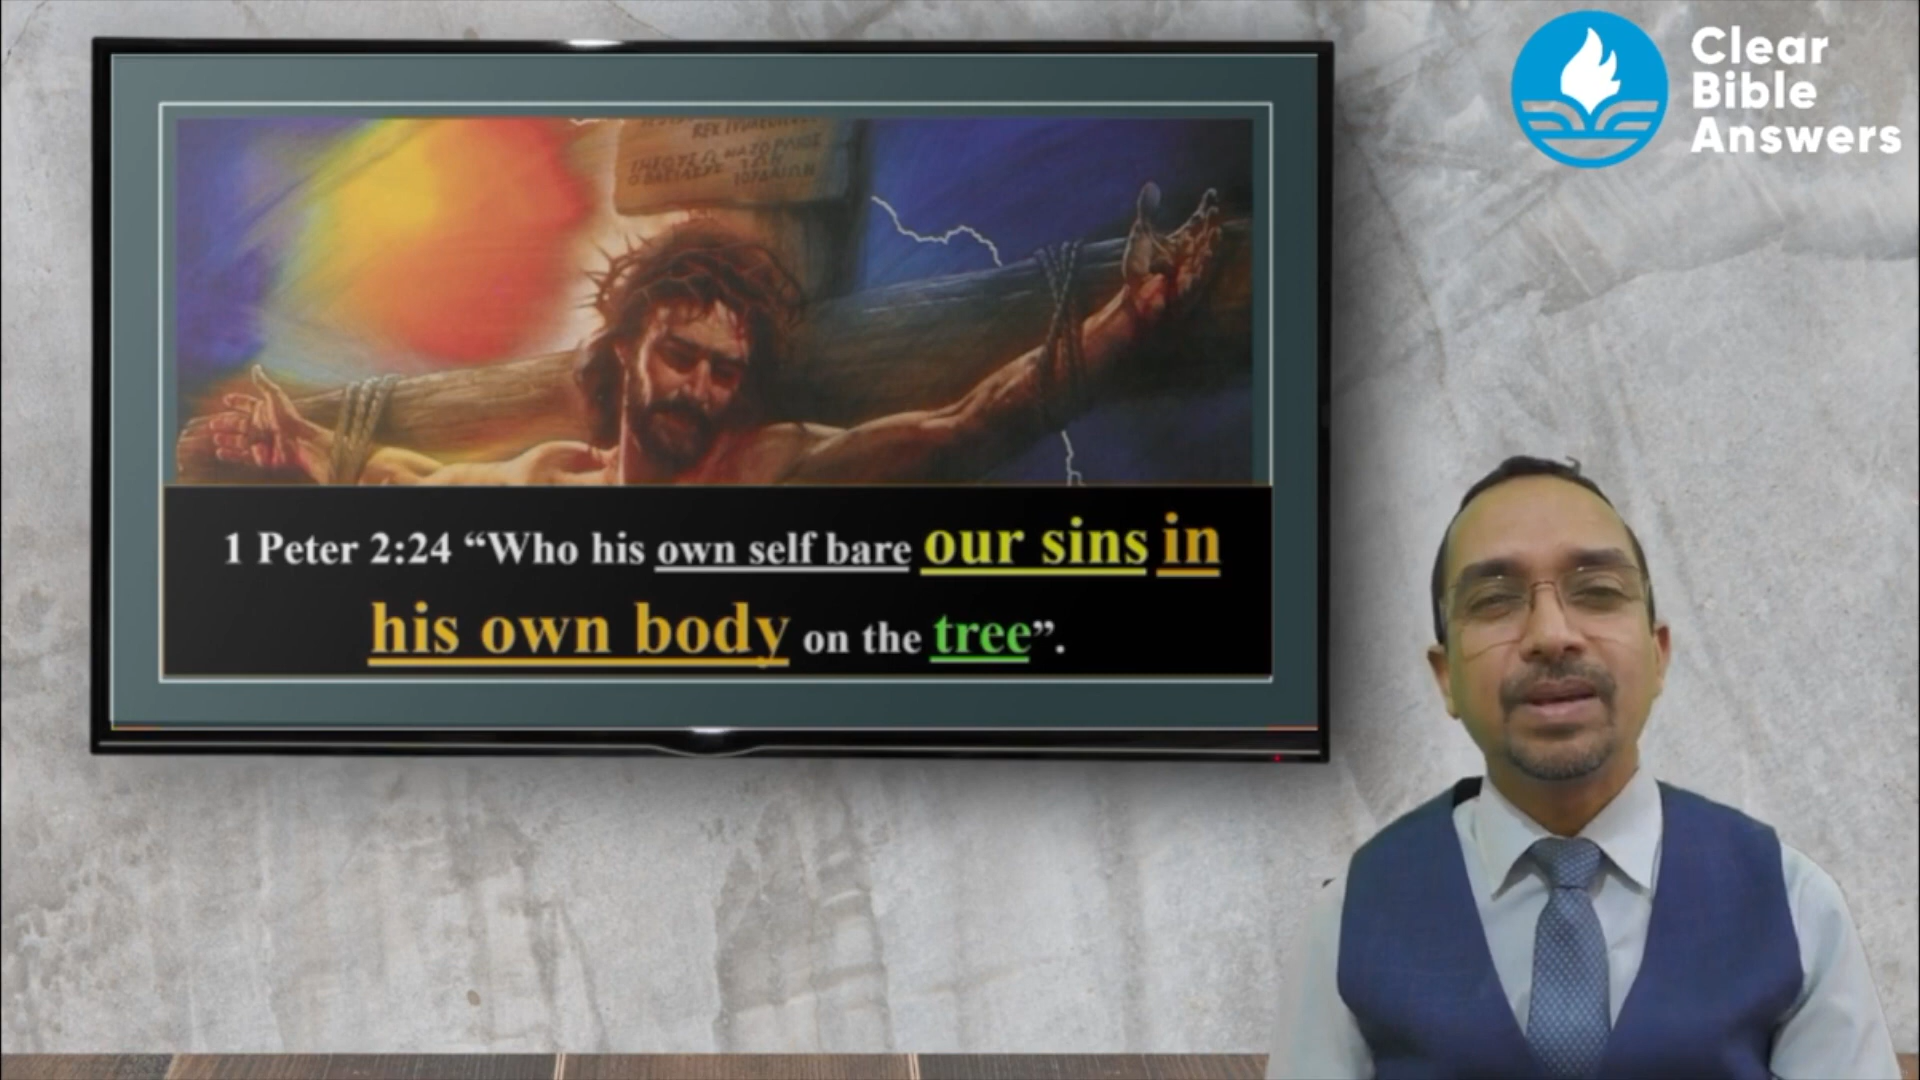 Clear
Bible
Answers
1 Peter 2:24 “Who his own self bare our sins in
his own body on the tree”.